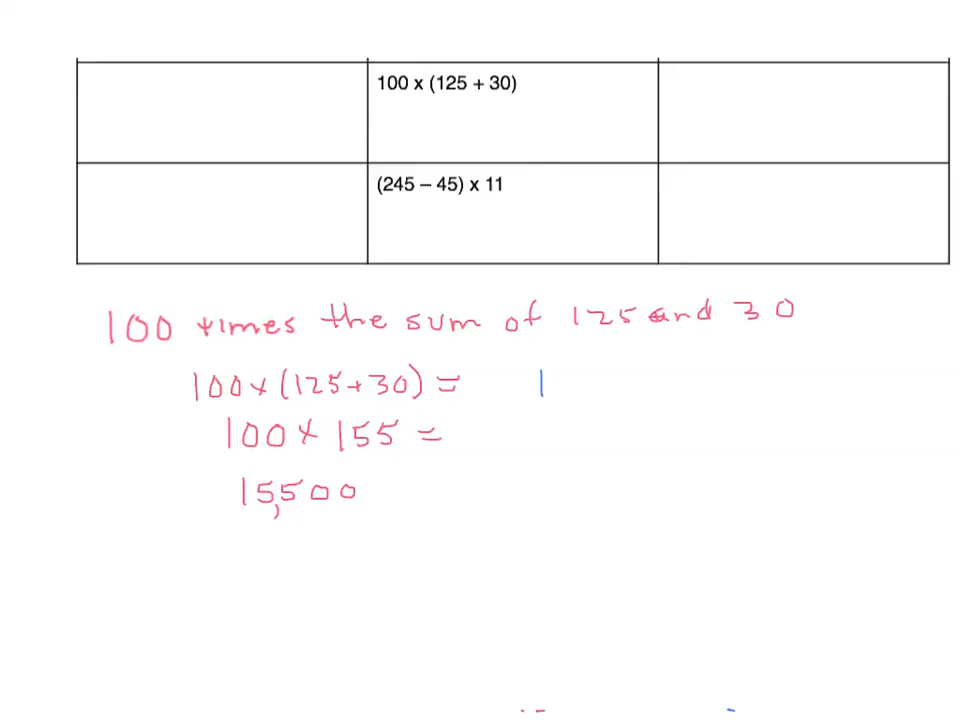 100 x (125 + 30)
(245 – 45) x 11
100 times the sum of 125 and 30
100 x (125 + 30) = 1
100 x 155 =
15,500